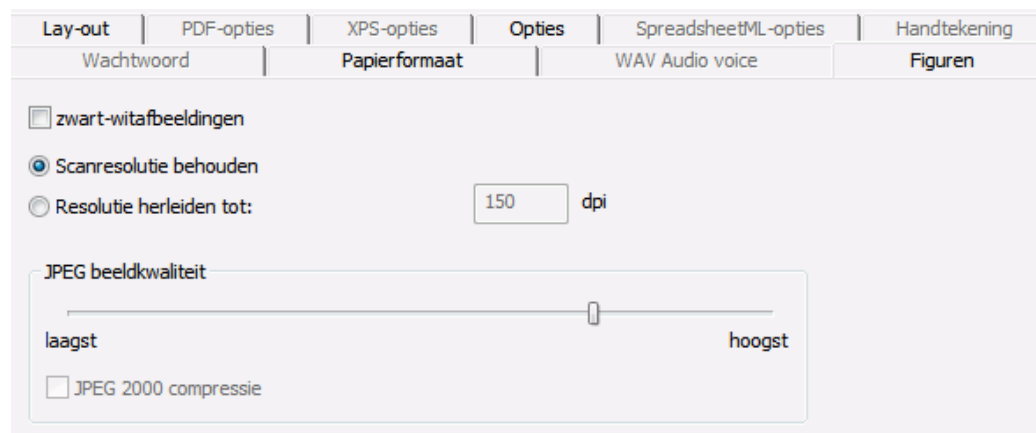 Lay-out PDF-opties XPS-opties Opties SpreadsheetML-opties Handtekening
Wachtwoord Papierformaat WAV Audio voice Figuren
zwart-witafbeeldingen
Scanresolutie behouden
Resolutie herleiden tot: 150 dpi
JPEG beeldkwaliteit
laagst hoogst
JPEG 2000 compressie